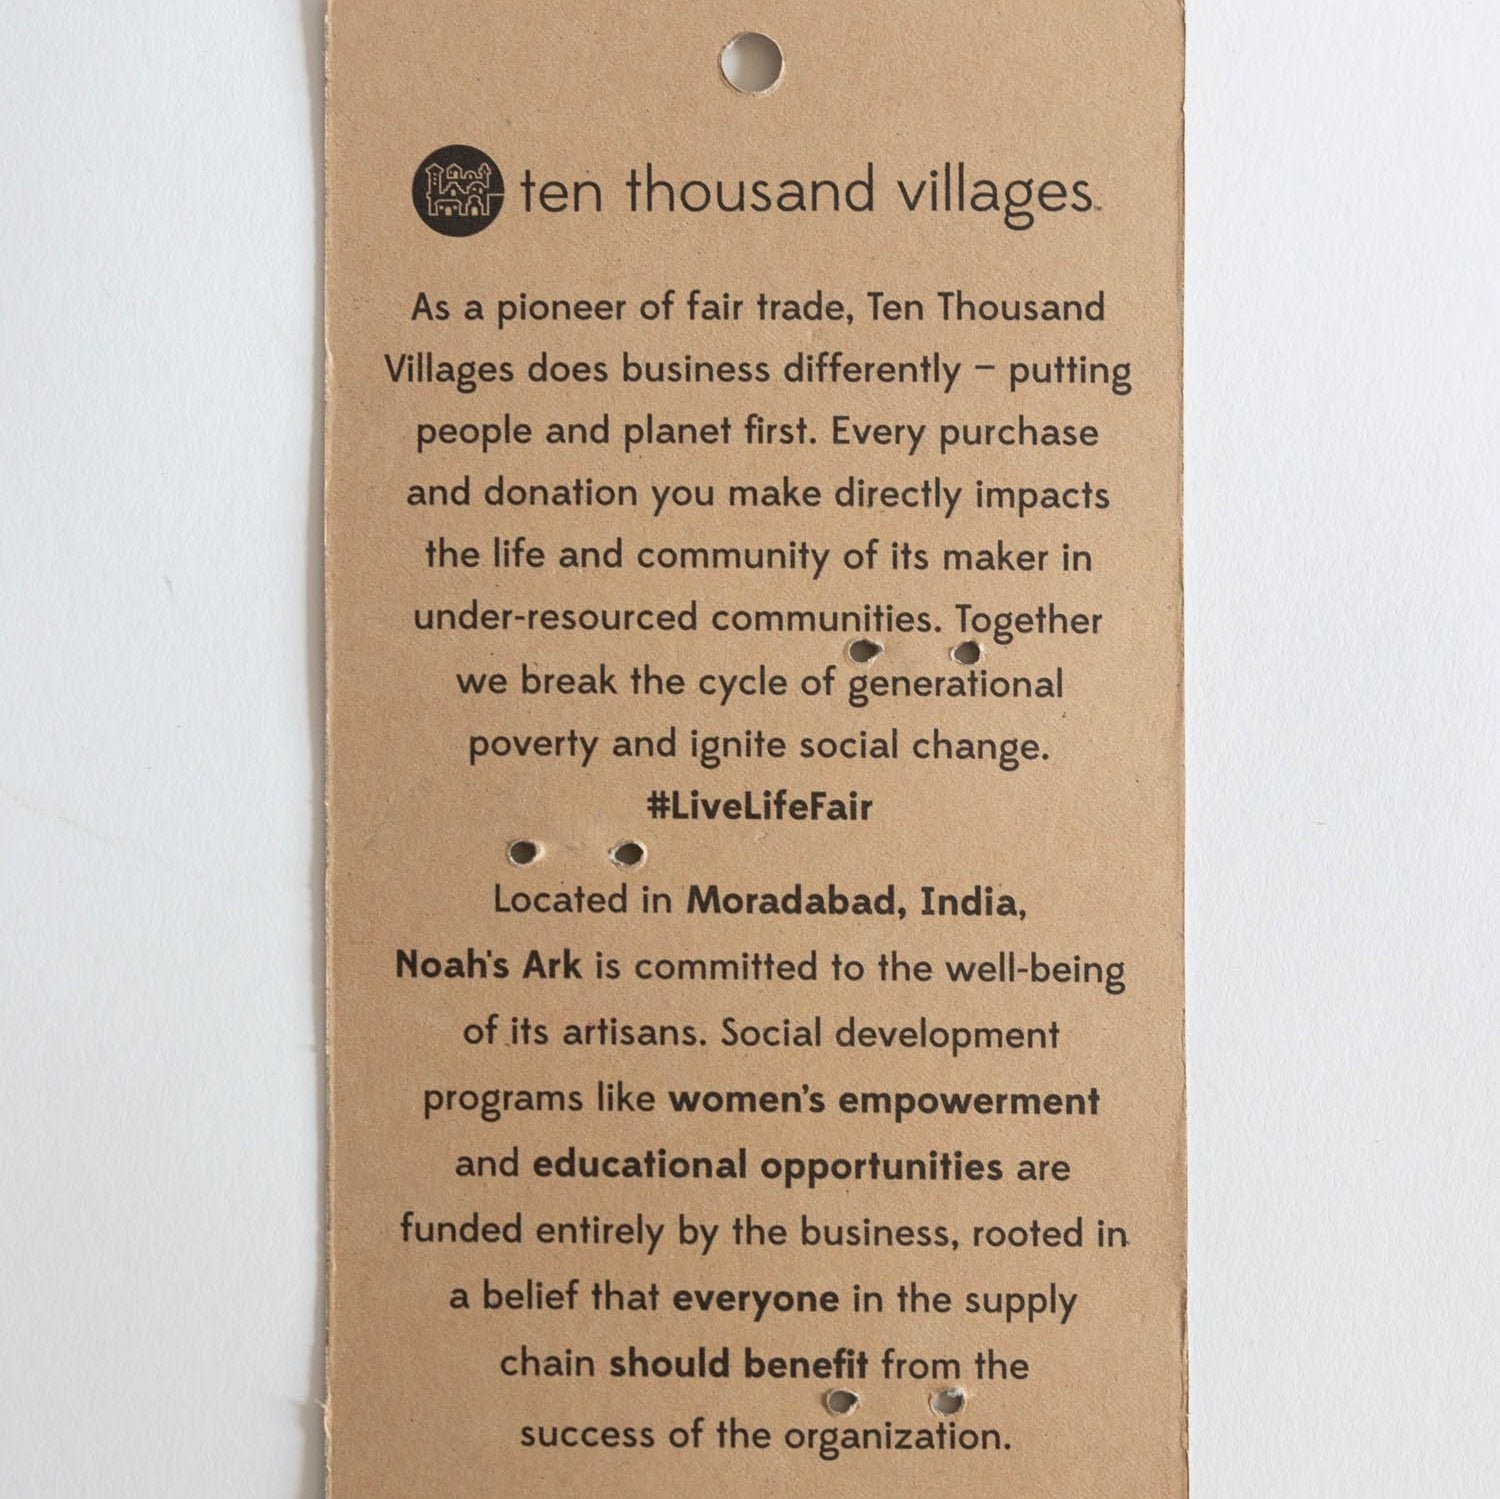 ten thousand villages™
As a pioneer of fair trade, Ten Thousand
Villages does business differently – putting
people and planet first. Every purchase
and donation you make directly impacts
the life and community of its maker in
under-resourced communities. Together
we break the cycle of generational
poverty and ignite social change.
#LiveLifeFair
Located in Moradabad, India,
Noah's Ark is committed to the well-being
of its artisans. Social development
programs like women’s empowerment
and educational opportunities are
funded entirely by the business, rooted in
a belief that everyone in the supply
chain should benefit from the
success of the organization.